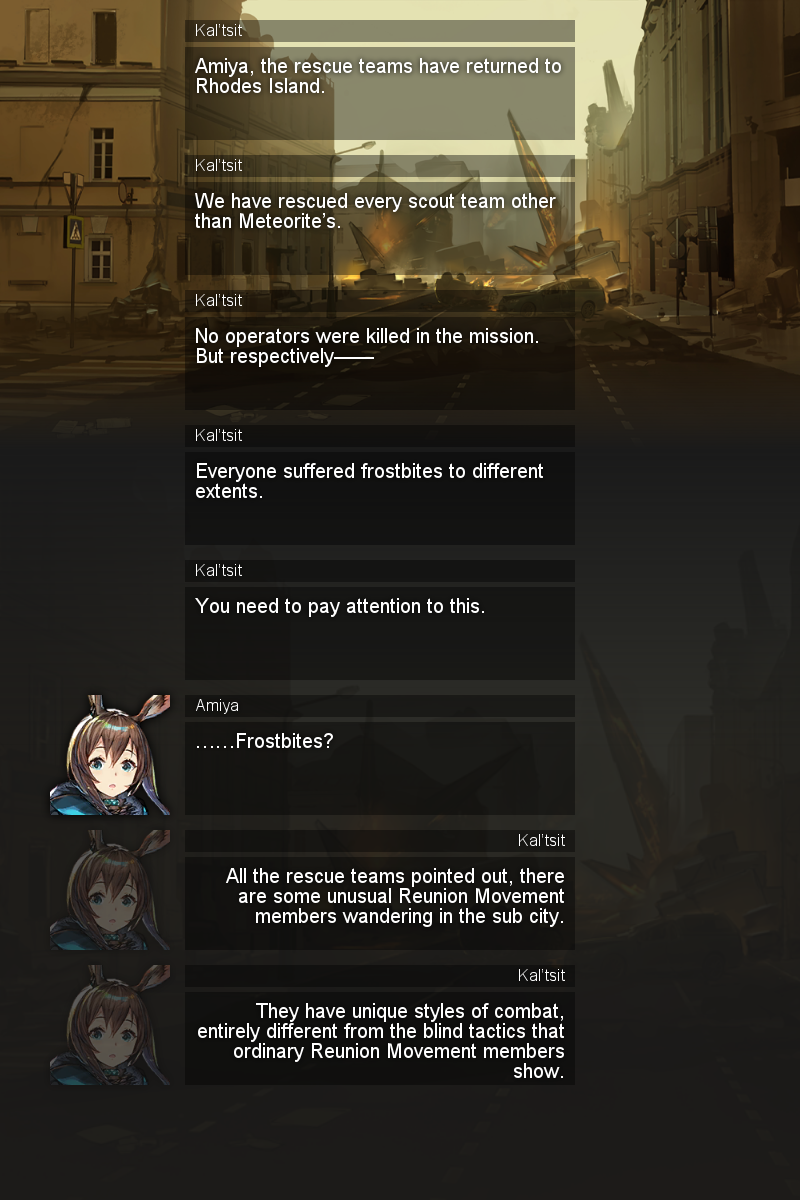 Kal'tsit
Amiya, the rescue teams have returned to
Rhodes Island.
Kal'tsit
We have rescued every scout team other
than Meteorite's.
Kal'tsit
No operators were killed in the mission.
But respectively——
Kal'tsit
Everyone suffered frostbites to different
extents.
Kal'tsit
You need to pay attention to this.
Amiya
……Frostbites?
Kal'tsit
All the rescue teams pointed out, there
are some unusual Reunion Movement
members wandering in the sub city.
Kal'tsit
They have unique styles of combat,
entirely different from the blind tactics that
ordinary Reunion Movement members
show.